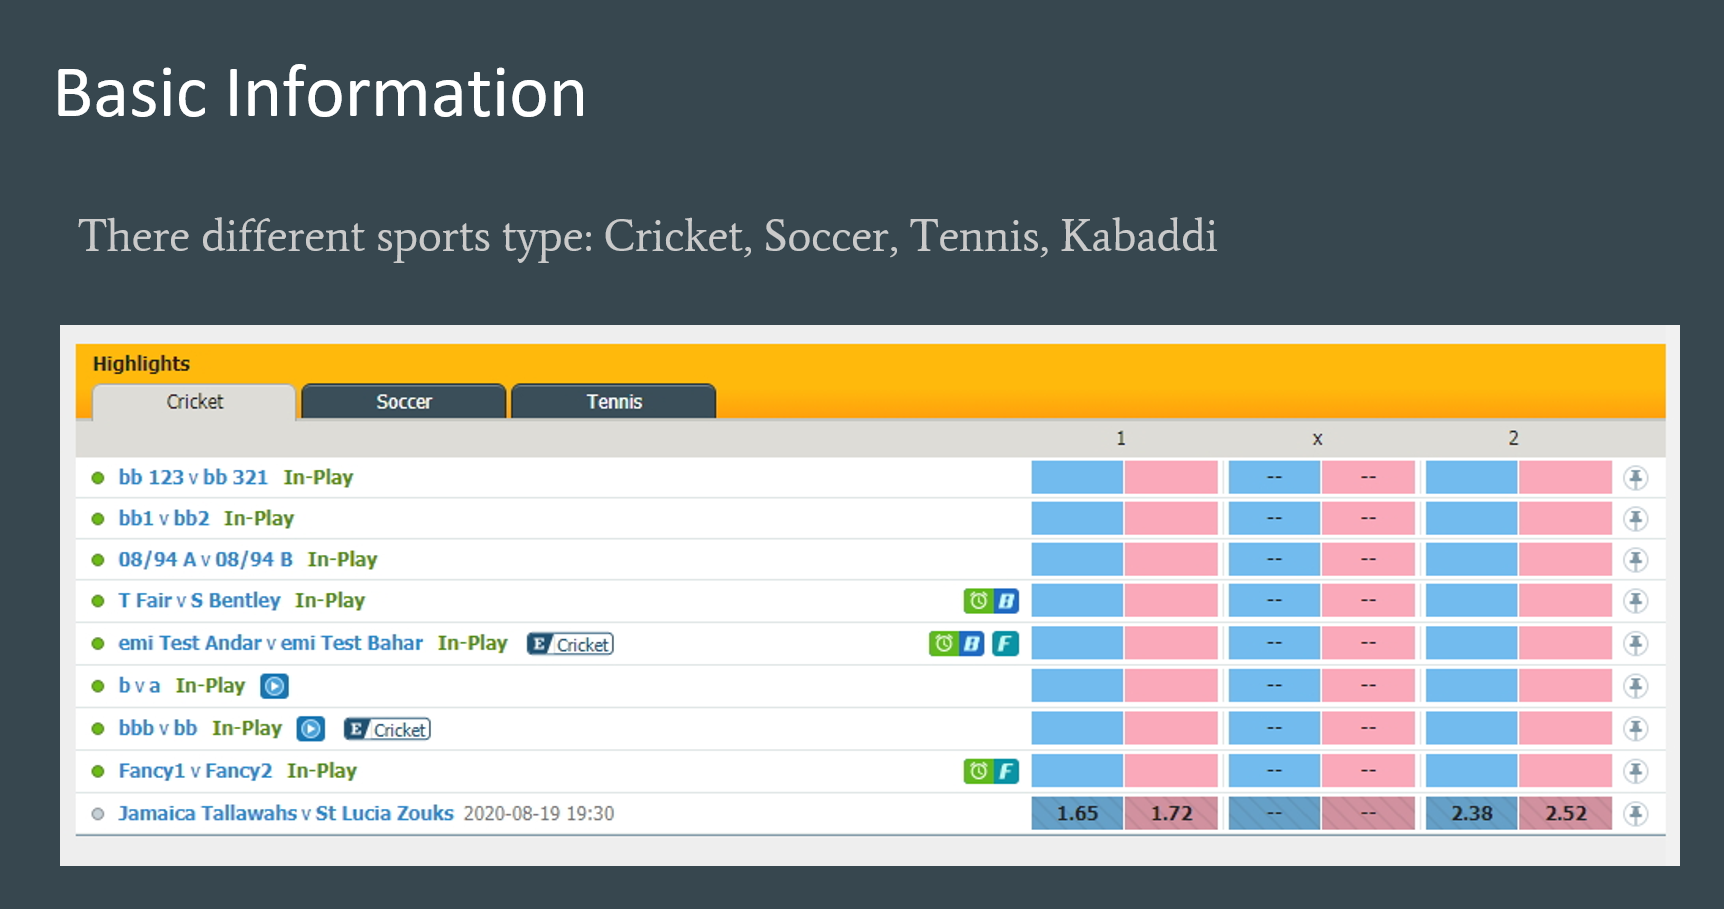 Basic Information
There different sports type: Cricket, Soccer, Tennis, Kabaddi
Highlights
Cricket Soccer Tennis
1 x 2
bb 123 v bb 321 In-Play -- --
bb1 v bb2 In-Play -- --
08/94 A v 08/94 B In-Play -- --
T Fair v S Bentley In-Play B -- --
emi Test Andar v emi Test Bahar In-Play E Cricket B F -- --
b v a In-Play -- --
bbb v bb In-Play E Cricket -- --
Fancy1 v Fancy2 In-Play F -- --
Jamaica Tallawahs v St Lucia Zouks 2020-08-19 19:30 1.65 1.72 -- -- 2.38 2.52